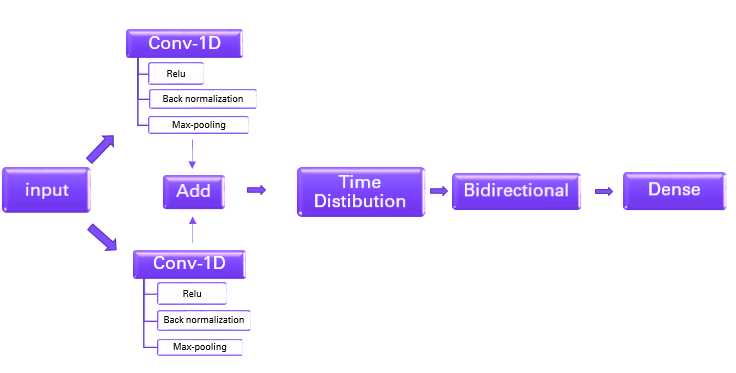 Conv-1D
Relu
Back normalization
Max-pooling
input
Add
Time
Distibution
Bidirectional
Dense
Conv-1D
Relu
Back normalization
Max-pooling